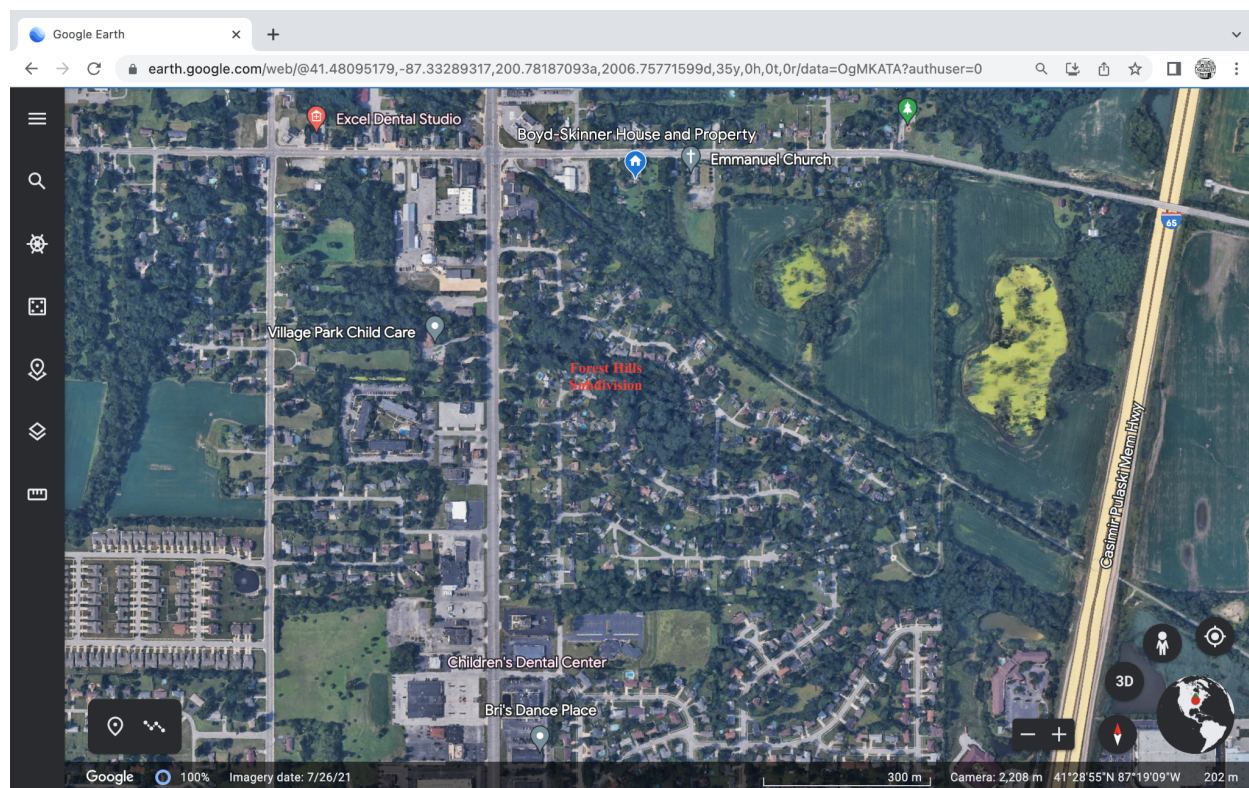 Google Earth
earth.google.com/web/@41.48095179,-87.33289317,200.78187093a,2006.75771599d,35y,0h,0t,0r/data=OgMKATA?authuser=0
Excel Dental Studio
Boyd-Skinner House and Property
Emmanuel Church
65
Village Park Child Care
Forest Hills
Subdivision
Casimir Pulaski Mem Hwy
Children's Dental Center
Bri's Dance Place
3D
Google 100% Imagery date: 7/26/21 300 m Camera: 2,208 m 41°28'55"N 87°19'09"W 202 m